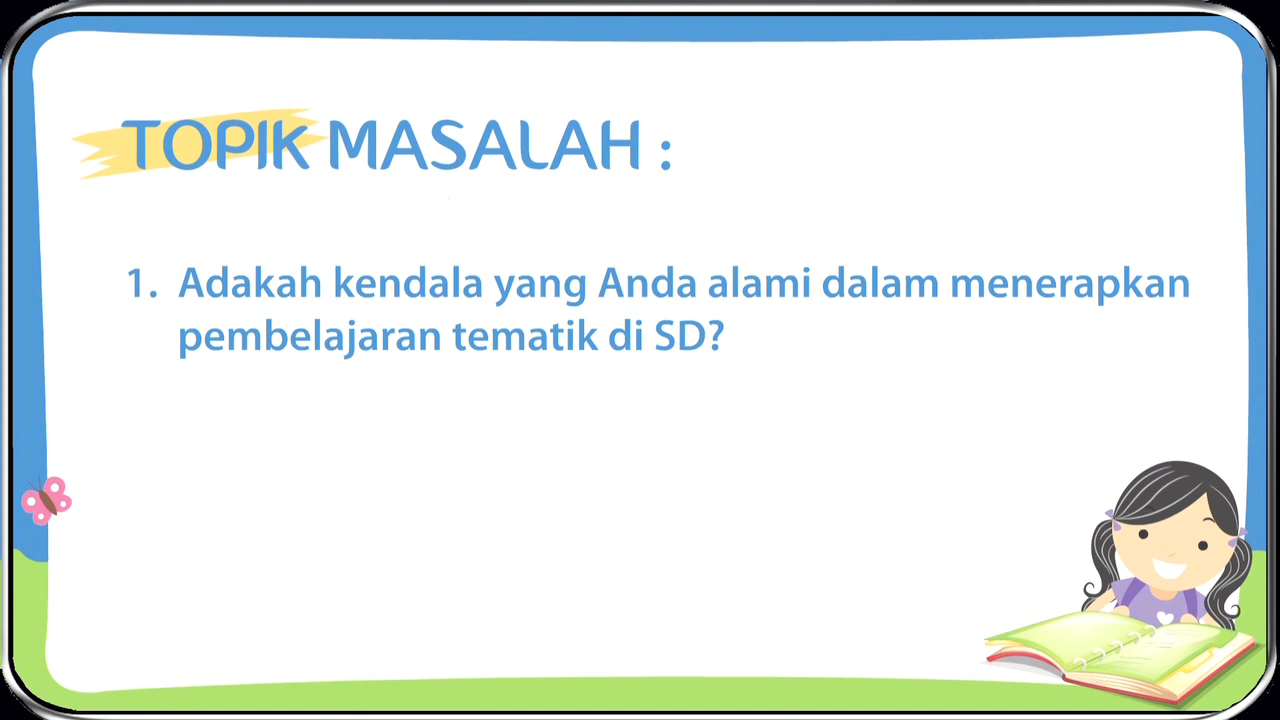 TOPIK MASALAH :
1. Adakah kendala yang Anda alami dalam menerapkan
pembelajaran tematik di SD?